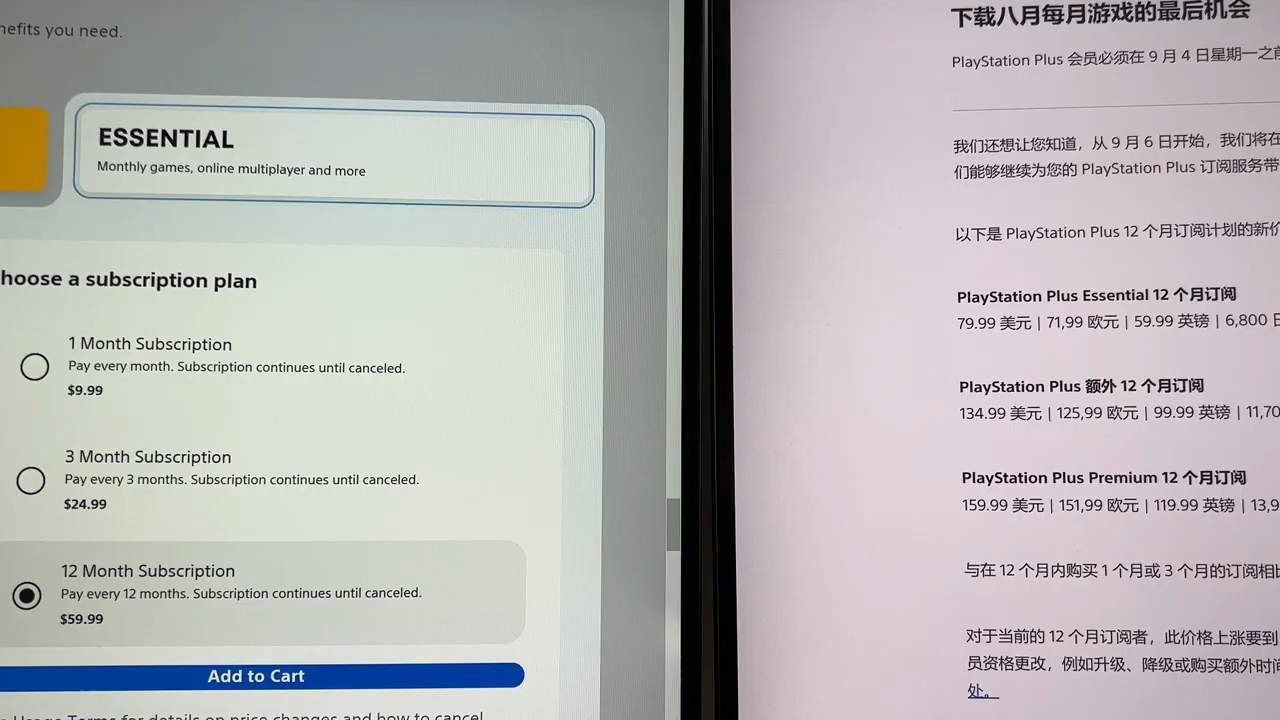 nefits you need.
ESSENTIAL
Monthly games, online multiplayer and more
hoose a subscription plan
1 Month Subscription
Pay every month. Subscription continues until canceled.
$9.99
3 Month Subscription
Pay every 3 months. Subscription continues until canceled.
$24.99
12 Month Subscription
Pay every 12 months. Subscription continues until canceled.
$59.99
Add to Cart
Usage Terms for details on price changes and how to cancel
下载八月每月游戏的最后机会
PlayStation Plus 会员必须在 9 月 4 日星期一之前
我们还想让您知道，从 9 月 6 日开始，我们将在
们能够继续为您的 PlayStation Plus 订阅服务带
以下是 PlayStation Plus 12 个月订阅计划的新价
PlayStation Plus Essential 12 个月订阅
79.99 美元 | 71,99 欧元 | 59.99 英镑 | 6,800 日
PlayStation Plus 额外 12 个月订阅
134.99 美元 | 125,99 欧元 | 99.99 英镑 | 11,70
PlayStation Plus Premium 12 个月订阅
159.99 美元 | 151,99 欧元 | 119.99 英镑 | 13,9
与在 12 个月内购买 1 个月或 3 个月的订阅相比
对于当前的 12 个月订阅者，此价格上涨要到
员资格更改，例如升级、降级或购买额外时间
处。